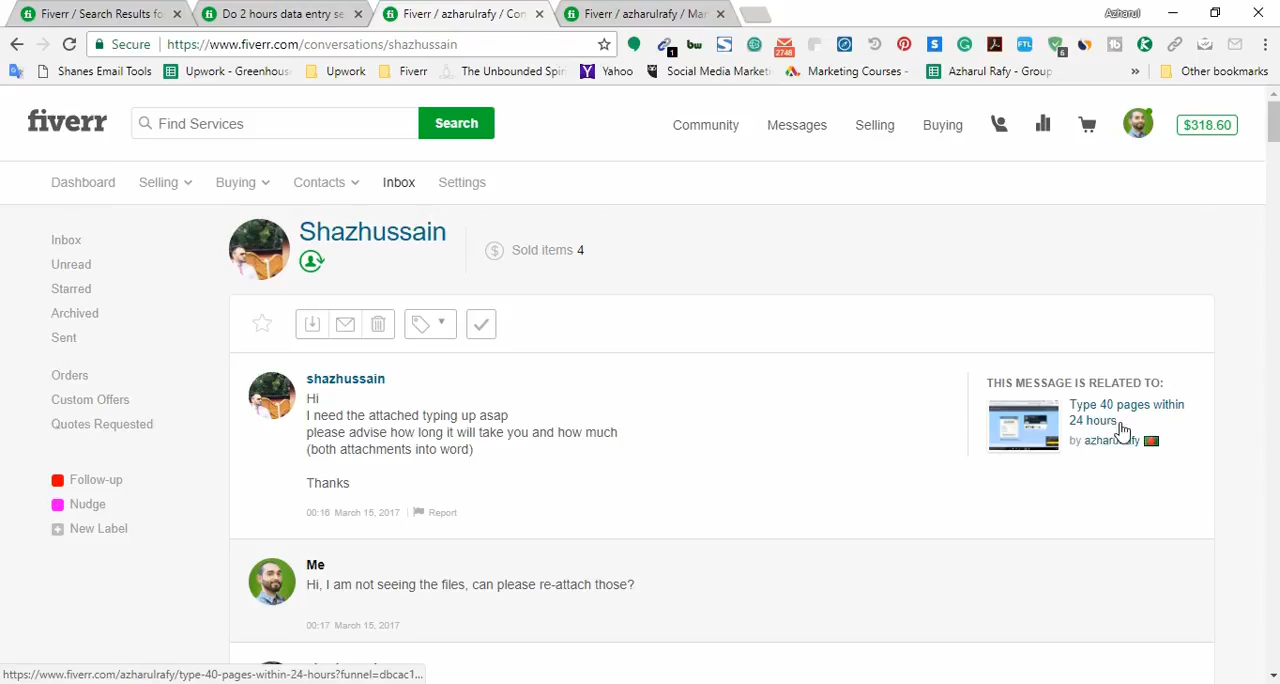 Fiverr / Search Results fo
Do 2 hours data entry se
Fiverr / azharulrafy / Con
Fiverr / azharulrafy / Mar
Azharul
Secure
https://www.fiverr.com/conversations/shazhussain
1
bw
2748
FTL
6
Shanes Email Tools
Upwork - Greenhous
Upwork
Fiverr
The Unbounded Spin
Yahoo
Social Media Marketi
Marketing Courses -
Azharul Rafy - Group
»
Other bookmarks
fiverr
Find Services
Search
Community
Messages
Selling
Buying
$318.60
Dashboard
Selling
Buying
Contacts
Inbox
Settings
Inbox
Unread
Starred
Archived
Sent
Orders
Custom Offers
Quotes Requested
Follow-up
Nudge
New Label
Shazhussain
Sold items 4
shazhussain
Hi
I need the attached typing up asap
please advise how long it will take you and how much
(both attachments into word)
Thanks
00:16 March 15, 2017
Report
THIS MESSAGE IS RELATED TO:
Type 40 pages within
24 hours
by azharulrafy
Me
Hi, I am not seeing the files, can please re-attach those?
00:17 March 15, 2017
https://www.fiverr.com/azharulrafy/type-40-pages-within-24-hours?funnel=dbcac1...